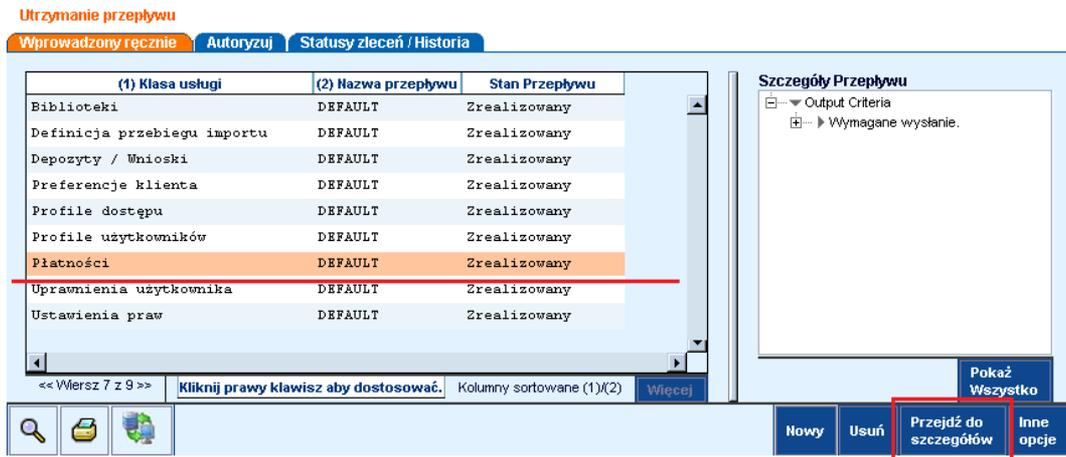 Utrzymanie przepływu
Wprowadzony ręcznie Autoryzuj Statusy zleceń / Historia
(1) Klasa usługi (2) Nazwa przepływu Stan Przepływu
Biblioteki DEFAULT Zrealizowany
Definicja przebiegu importu DEFAULT Zrealizowany
Depozyty / Wnioski DEFAULT Zrealizowany
Preferencje klienta DEFAULT Zrealizowany
Profile dostępu DEFAULT Zrealizowany
Profile użytkowników DEFAULT Zrealizowany
Płatności DEFAULT Zrealizowany
Uprawnienia użytkownika DEFAULT Zrealizowany
Ustawienia praw DEFAULT Zrealizowany
<< Wiersz 7 z 9 >> Kliknij prawy klawisz aby dostosować. Kolumny sortowane (1)/(2) Więcej
Szczegóły Przepływu
Output Criteria
Wymagane wysłanie.
Pokaż
Wszystko
Nowy Usuń Przejdź do szczegółów Inne opcje